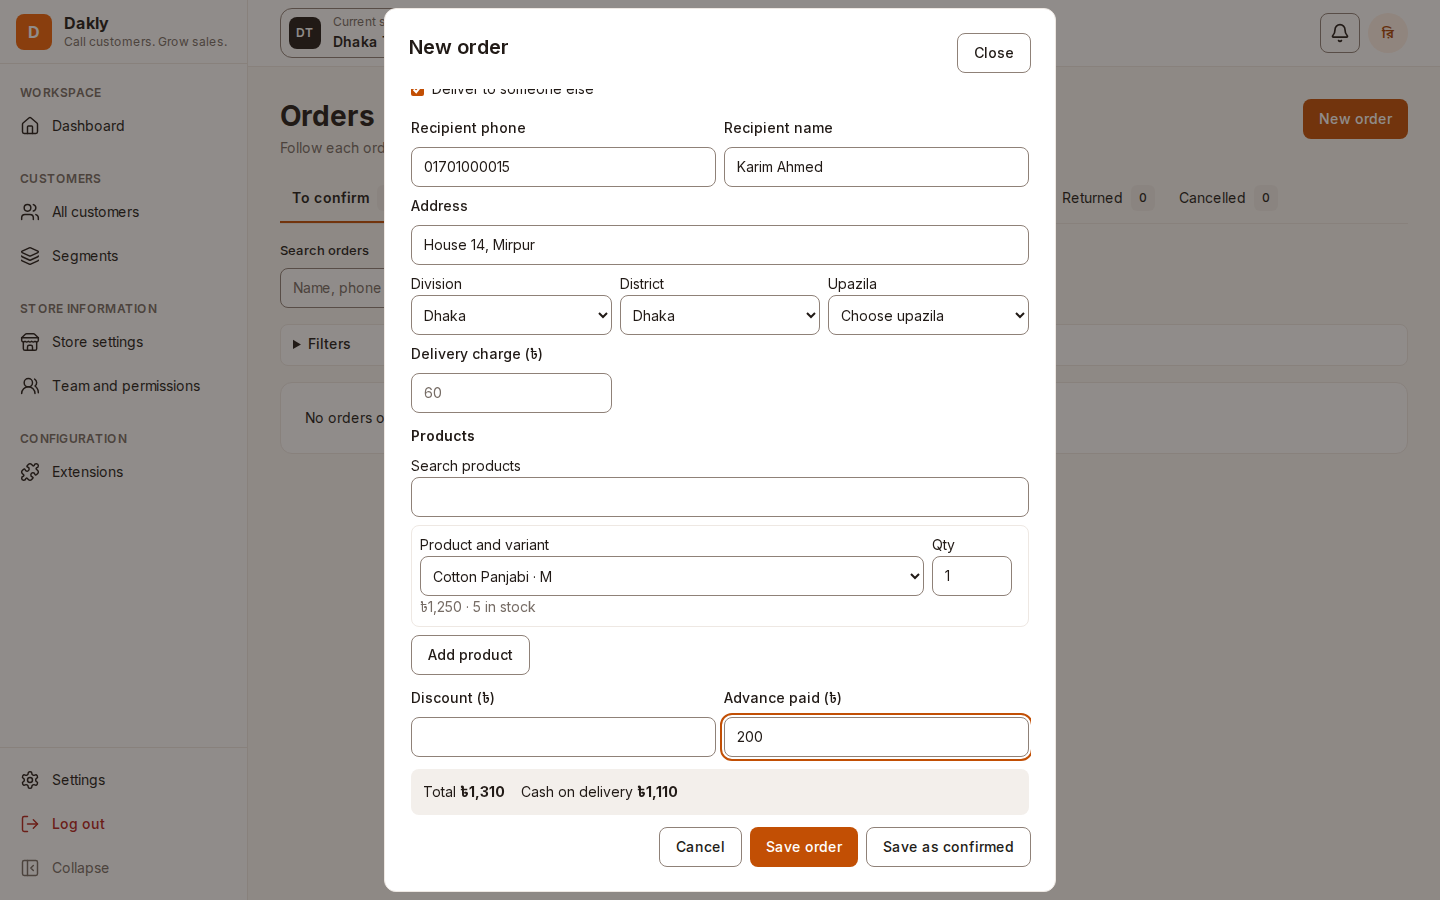 D
Dakly
Call customers. Grow sales.
WORKSPACE
Dashboard
CUSTOMERS
All customers
Segments
STORE INFORMATION
Store settings
Team and permissions
CONFIGURATION
Extensions
Settings
Log out
Collapse
DT
Current s
Dhaka
রি
Orders
Follow each ord
New order
To confirm
Returned 0
Cancelled 0
Search orders
Name, phone
Filters
No orders o
New order
Close
Deliver to someone else
Recipient phone
Recipient name
01701000015
Karim Ahmed
Address
House 14, Mirpur
Division
District
Upazila
Dhaka
Dhaka
Choose upazila
Delivery charge (৳)
60
Products
Search products
Product and variant
Qty
Cotton Panjabi · M
1
৳1,250 · 5 in stock
Add product
Discount (৳)
Advance paid (৳)
200
Total ৳1,310 Cash on delivery ৳1,110
Cancel
Save order
Save as confirmed